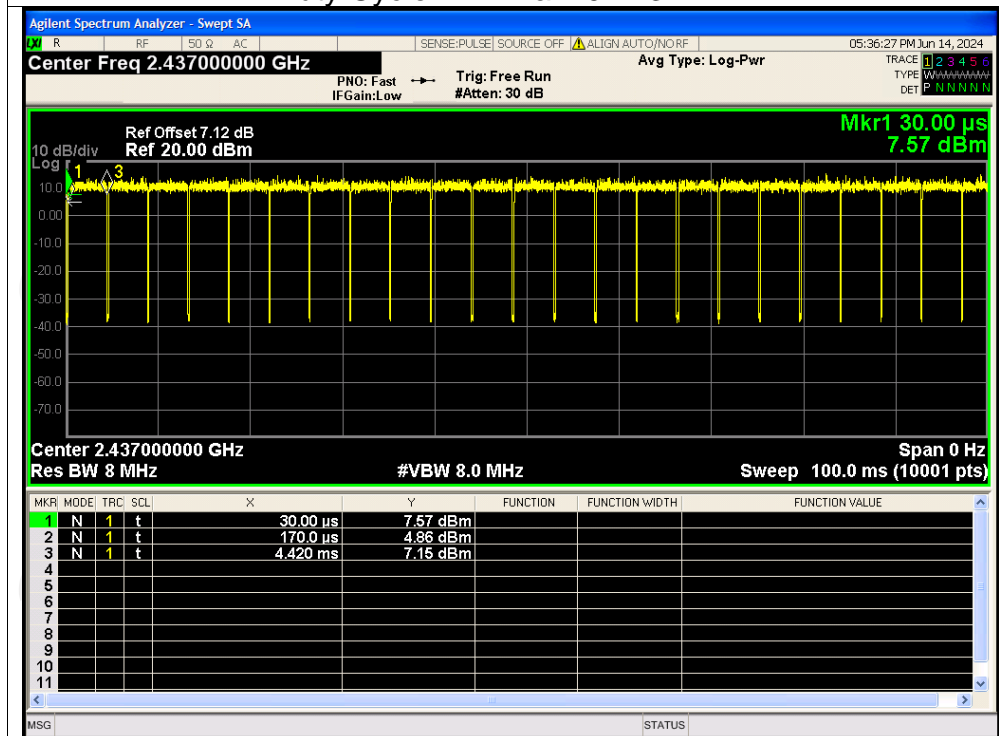 Agilent Spectrum Analyzer - Swept SA
LXI R RF 50 Ω AC SENSE:PULSE SOURCE OFF ALIGN AUTO/NO RF 05:36:27 PM Jun 14, 2024
Center Freq 2.437000000 GHz Avg Type: Log-Pwr TRACE 1 2 3 4 5 6
PNO: Fast Trig: Free Run TYPE WWWWWW
IFGain:Low #Atten: 30 dB DET P N N N N N
Mkr1 30.00 µs
7.57 dBm
Ref Offset 7.12 dB
10 dB/div Ref 20.00 dBm
Log
1 3
10.0
0.00
-10.0
-20.0
-30.0
-40.0
-50.0
-60.0
-70.0
Center 2.437000000 GHz Span 0 Hz
Res BW 8 MHz #VBW 8.0 MHz Sweep 100.0 ms (10001 pts)
MKR MODE TRC SCL X Y FUNCTION FUNCTION WIDTH FUNCTION VALUE
1 N 1 t 30.00 µs 7.57 dBm
2 N 1 t 170.0 µs 4.86 dBm
3 N 1 t 4.420 ms 7.15 dBm
4
5
6
7
8
9
10
11
MSG STATUS